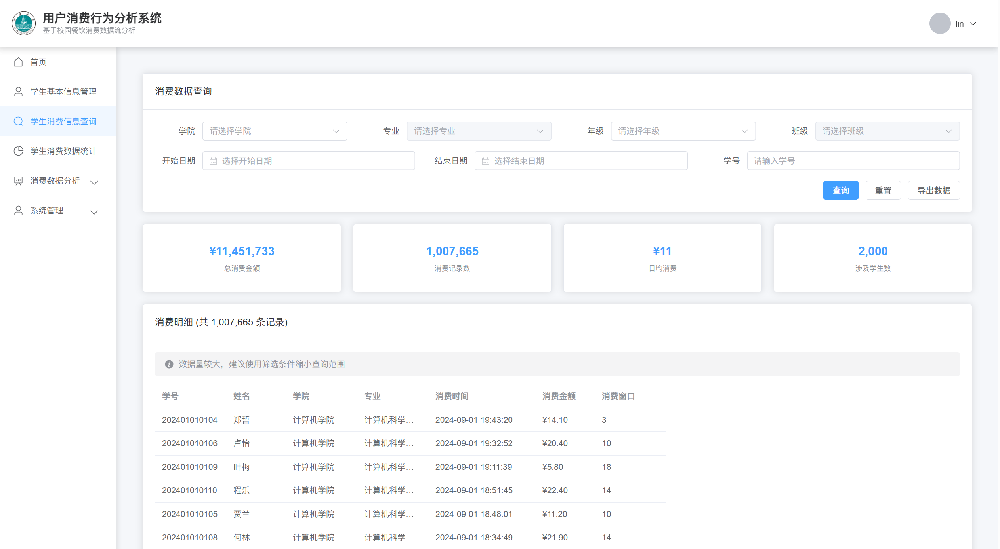 用户消费行为分析系统
基于校园餐饮消费数据流分析
lin
首页
学生基本信息管理
学生消费信息查询
学生消费数据统计
消费数据分析
系统管理
消费数据查询
学院 请选择学院 专业 请选择专业 年级 请选择年级 班级 请选择班级
开始日期 选择开始日期 结束日期 选择结束日期 学号 请输入学号
查询 重置 导出数据
¥11,451,733
总消费金额
1,007,665
消费记录数
¥11
日均消费
2,000
涉及学生数
消费明细 (共 1,007,665 条记录)
数据量较大，建议使用筛选条件缩小查询范围
学号 姓名 学院 专业 消费时间 消费金额 消费窗口
202401010104 郑哲 计算机学院 计算机科学... 2024-09-01 19:43:20 ¥14.10 3
202401010106 卢怡 计算机学院 计算机科学... 2024-09-01 19:32:52 ¥20.40 10
202401010109 叶梅 计算机学院 计算机科学... 2024-09-01 19:11:39 ¥5.80 18
202401010110 程乐 计算机学院 计算机科学... 2024-09-01 18:51:45 ¥22.40 14
202401010105 贾兰 计算机学院 计算机科学... 2024-09-01 18:48:01 ¥11.20 10
202401010108 何林 计算机学院 计算机科学... 2024-09-01 18:34:49 ¥21.90 14